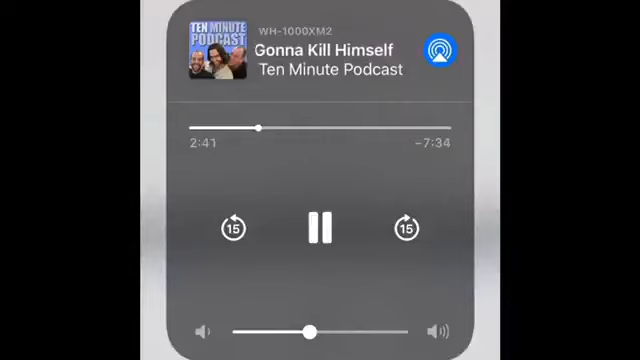 TEN MINUTE
PODCAST
WH-1000XM2
Gonna Kill Himself
Ten Minute Podcast
2:41
-7:34
15
15